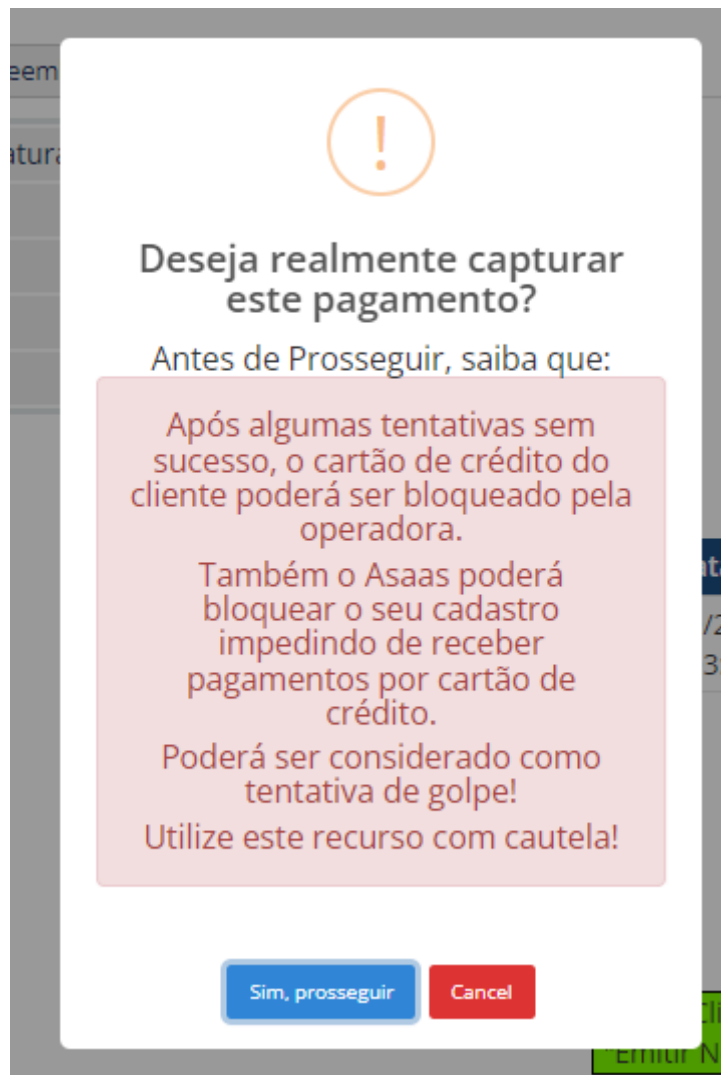 !
Deseja realmente capturar
este pagamento?
Antes de Prosseguir, saiba que:
Após algumas tentativas sem
sucesso, o cartão de crédito do
cliente poderá ser bloqueado pela
operadora.
Também o Asaas poderá
bloquear o seu cadastro
impedindo de receber
pagamentos por cartão de
crédito.
Poderá ser considerado como
tentativa de golpe!
Utilize este recurso com cautela!
Sim, prosseguir Cancel
"Emitir N